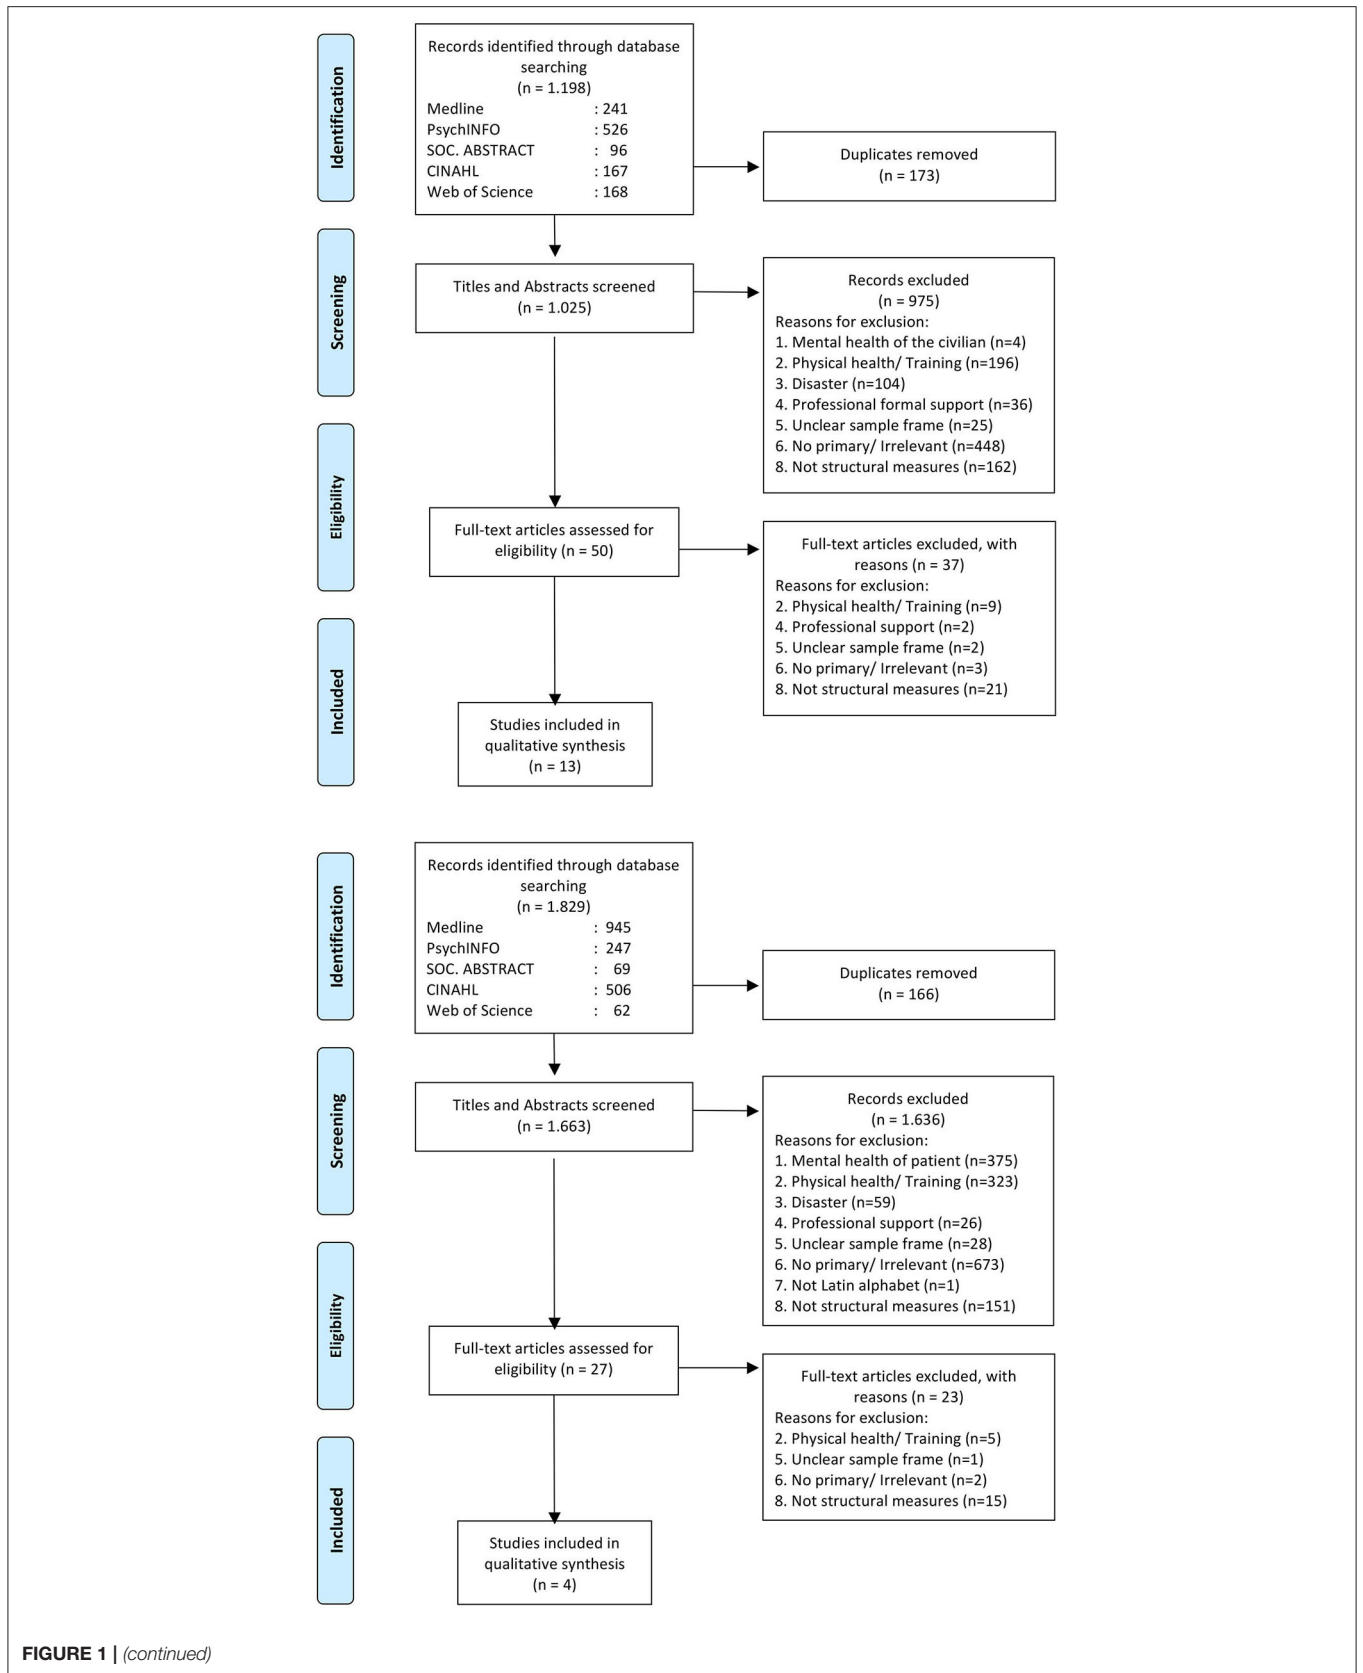 Identification
Records identified through database
searching
(n = 1.198)
Medline : 241
PsychINFO : 526
SOC. ABSTRACT : 96
CINAHL : 167
Web of Science : 168
Duplicates removed
(n = 173)
Screening
Titles and Abstracts screened
(n = 1.025)
Records excluded
(n = 975)
Reasons for exclusion:
1. Mental health of the civilian (n=4)
2. Physical health/ Training (n=196)
3. Disaster (n=104)
4. Professional formal support (n=36)
5. Unclear sample frame (n=25)
6. No primary/ Irrelevant (n=448)
8. Not structural measures (n=162)
Eligibility
Full-text articles assessed for
eligibility (n = 50)
Full-text articles excluded, with
reasons (n = 37)
Reasons for exclusion:
2. Physical health/ Training (n=9)
4. Professional support (n=2)
5. Unclear sample frame (n=2)
6. No primary/ Irrelevant (n=3)
8. Not structural measures (n=21)
Included
Studies included in
qualitative synthesis
(n = 13)
Identification
Records identified through database
searching
(n = 1.829)
Medline : 945
PsychINFO : 247
SOC. ABSTRACT : 69
CINAHL : 506
Web of Science : 62
Duplicates removed
(n = 166)
Screening
Titles and Abstracts screened
(n = 1.663)
Records excluded
(n = 1.636)
Reasons for exclusion:
1. Mental health of patient (n=375)
2. Physical health/ Training (n=323)
3. Disaster (n=59)
4. Professional support (n=26)
5. Unclear sample frame (n=28)
6. No primary/ Irrelevant (n=673)
7. Not Latin alphabet (n=1)
8. Not structural measures (n=151)
Eligibility
Full-text articles assessed for
eligibility (n = 27)
Full-text articles excluded, with
reasons (n = 23)
Reasons for exclusion:
2. Physical health/ Training (n=5)
5. Unclear sample frame (n=1)
6. No primary/ Irrelevant (n=2)
8. Not structural measures (n=15)
Included
Studies included in
qualitative synthesis
(n = 4)
FIGURE 1 | (continued)